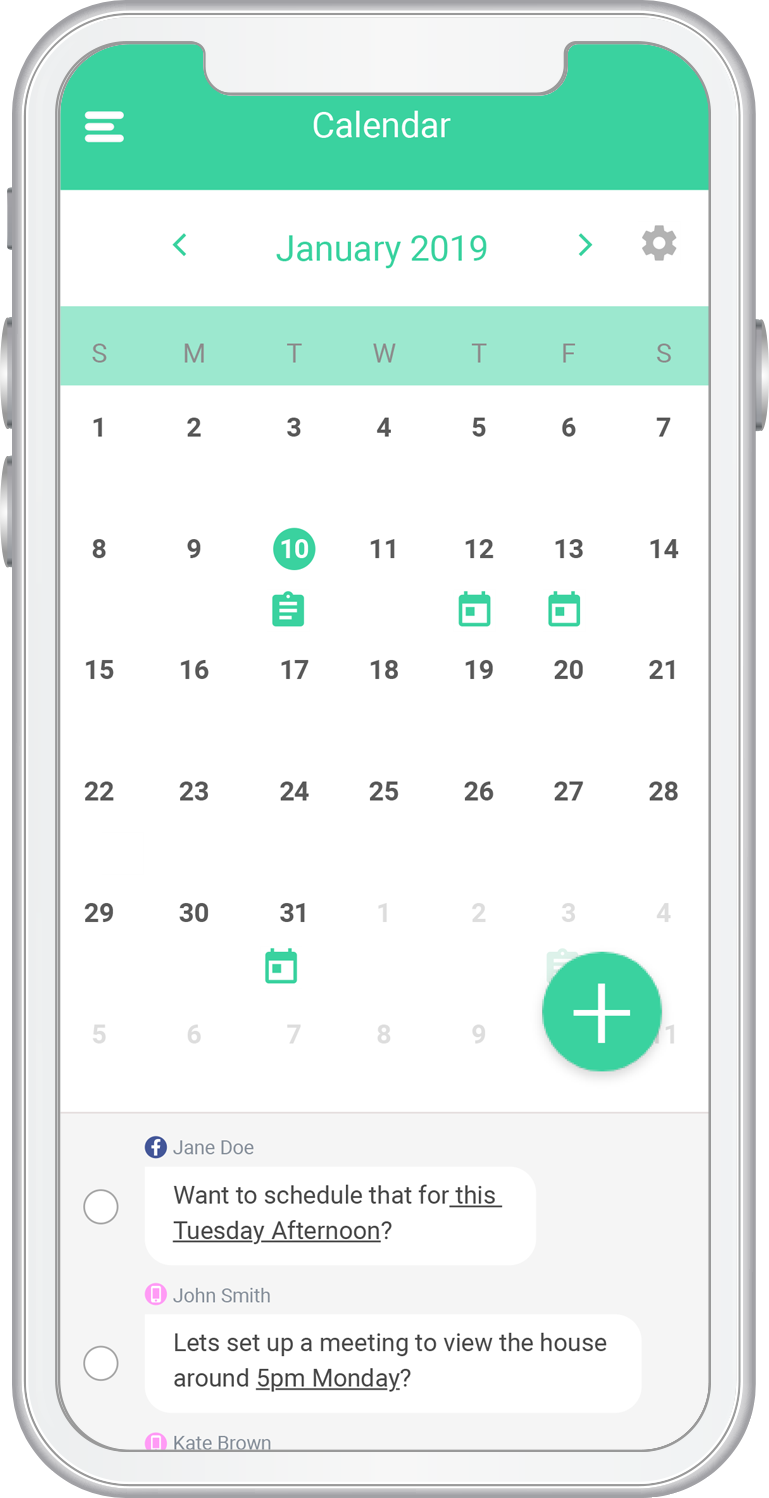 Calendar
January 2019
S M T W T F S
1 2 3 4 5 6 7
8 9 10 11 12 13 14
15 16 17 18 19 20 21
22 23 24 25 26 27 28
29 30 31 1 2 3 4
5 6 7 8 9
Jane Doe
Want to schedule that for this
Tuesday Afternoon?
John Smith
Lets set up a meeting to view the house
around 5pm Monday?
Kate Brown